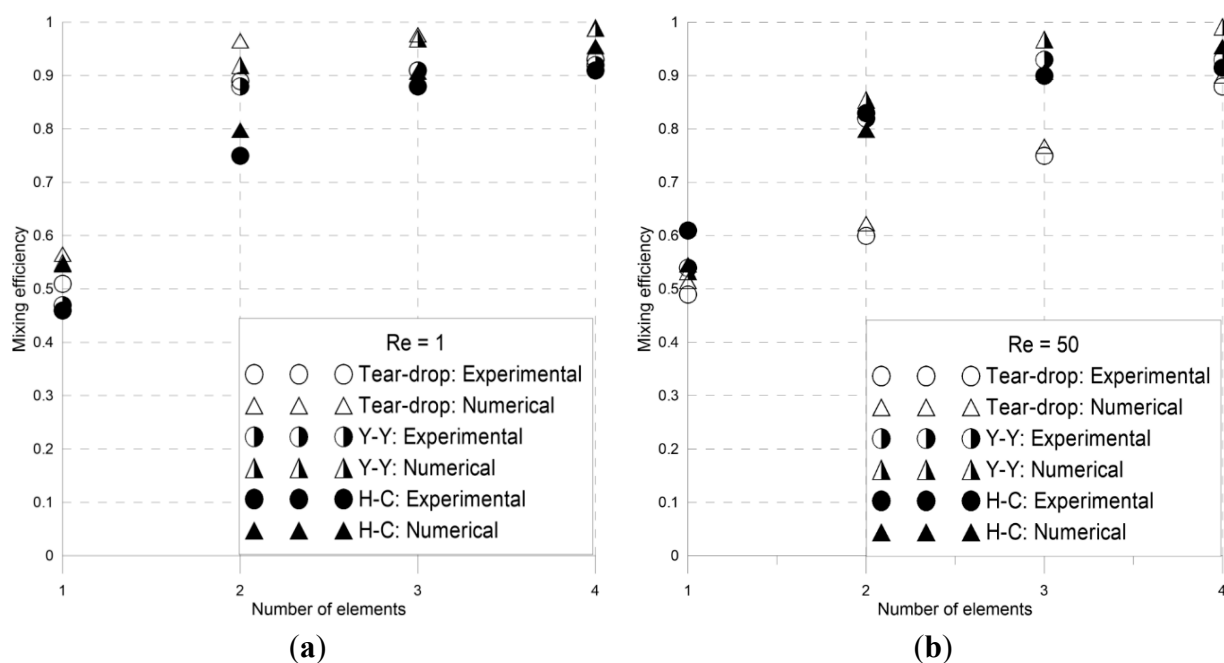 1
0.9
0.8
0.7
0.6
0.5
0.4
0.3
0.2
0.1
0
Mixing efficiency
Re = 1
Tear-drop: Experimental
Tear-drop: Numerical
Y-Y: Experimental
Y-Y: Numerical
H-C: Experimental
H-C: Numerical
1 2 3 4
Number of elements
(a)
1
0.9
0.8
0.7
0.6
0.5
0.4
0.3
0.2
0.1
0
Mixing efficiency
Re = 50
Tear-drop: Experimental
Tear-drop: Numerical
Y-Y: Experimental
Y-Y: Numerical
H-C: Experimental
H-C: Numerical
1 2 3 4
Number of elements
(b)